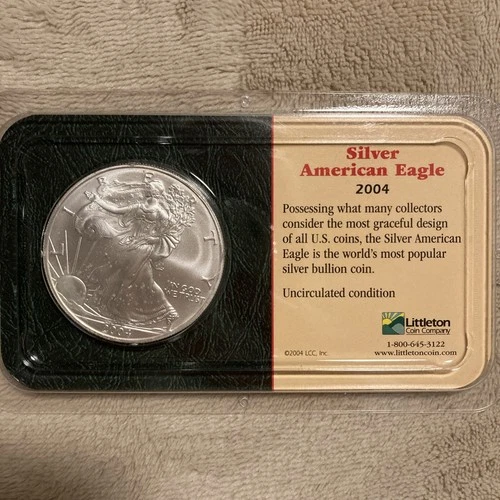 Silver
American Eagle
2004
Possessing what many collectors
consider the most graceful design
of all U.S. coins, the Silver American
Eagle is the world's most popular
silver bullion coin.
Uncirculated condition
Littleton
Coin Company
1-800-645-3122
©2004 LCC, Inc.
www.littletoncoin.com
L I E R T Y
IN GOD
WE TRUST
2004